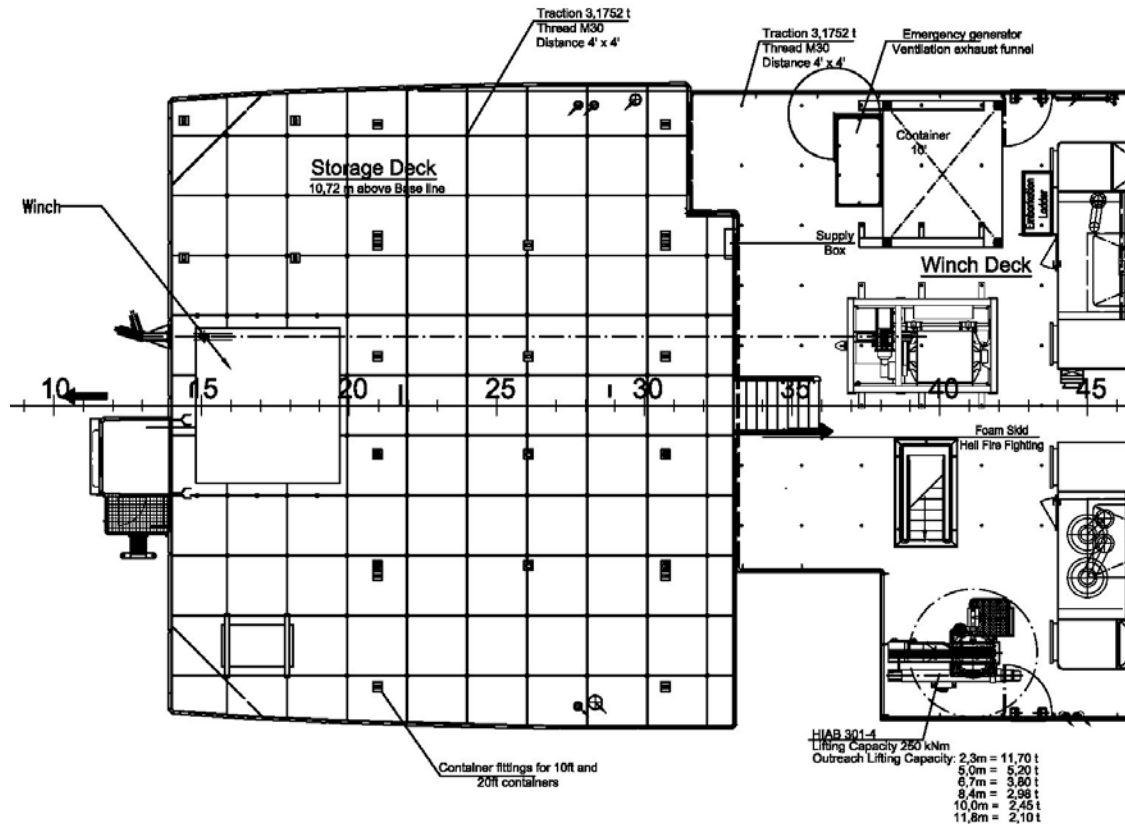 Traction 3,1752 t
Thread M30
Distance 4' x 4'
Traction 3,1752 t
Thread M30
Distance 4' x 4'
Emergency generator
Ventilation exhaust funnel
Container
10'
Storage Deck
10,72 m above Base line
Embarkation
Ladder
Winch
Supply
Box
Winch Deck
10
15
20
25
30
35
40
45
Foam Skid
Heli Fire Fighting
HIAB 301-4
Lifting Capacity 250 kNm
Outreach Lifting Capacity: 2,3m = 11,70 t
5,0m = 5,20 t
6,7m = 3,80 t
8,4m = 2,98 t
10,0m = 2,45 t
11,8m = 2,10 t
Container fittings for 10ft and
20ft containers